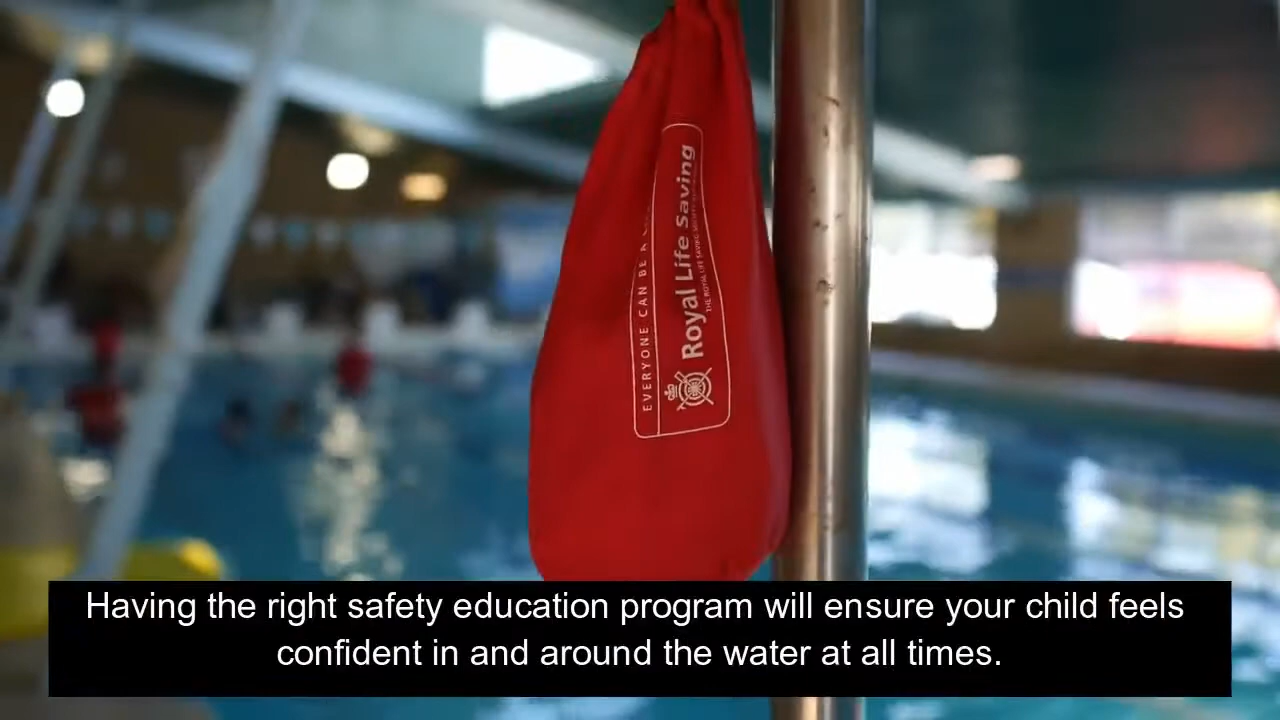 EVERYONE CAN BE A
Royal Life Saving
Having the right safety education program will ensure your child feels
confident in and around the water at all times.